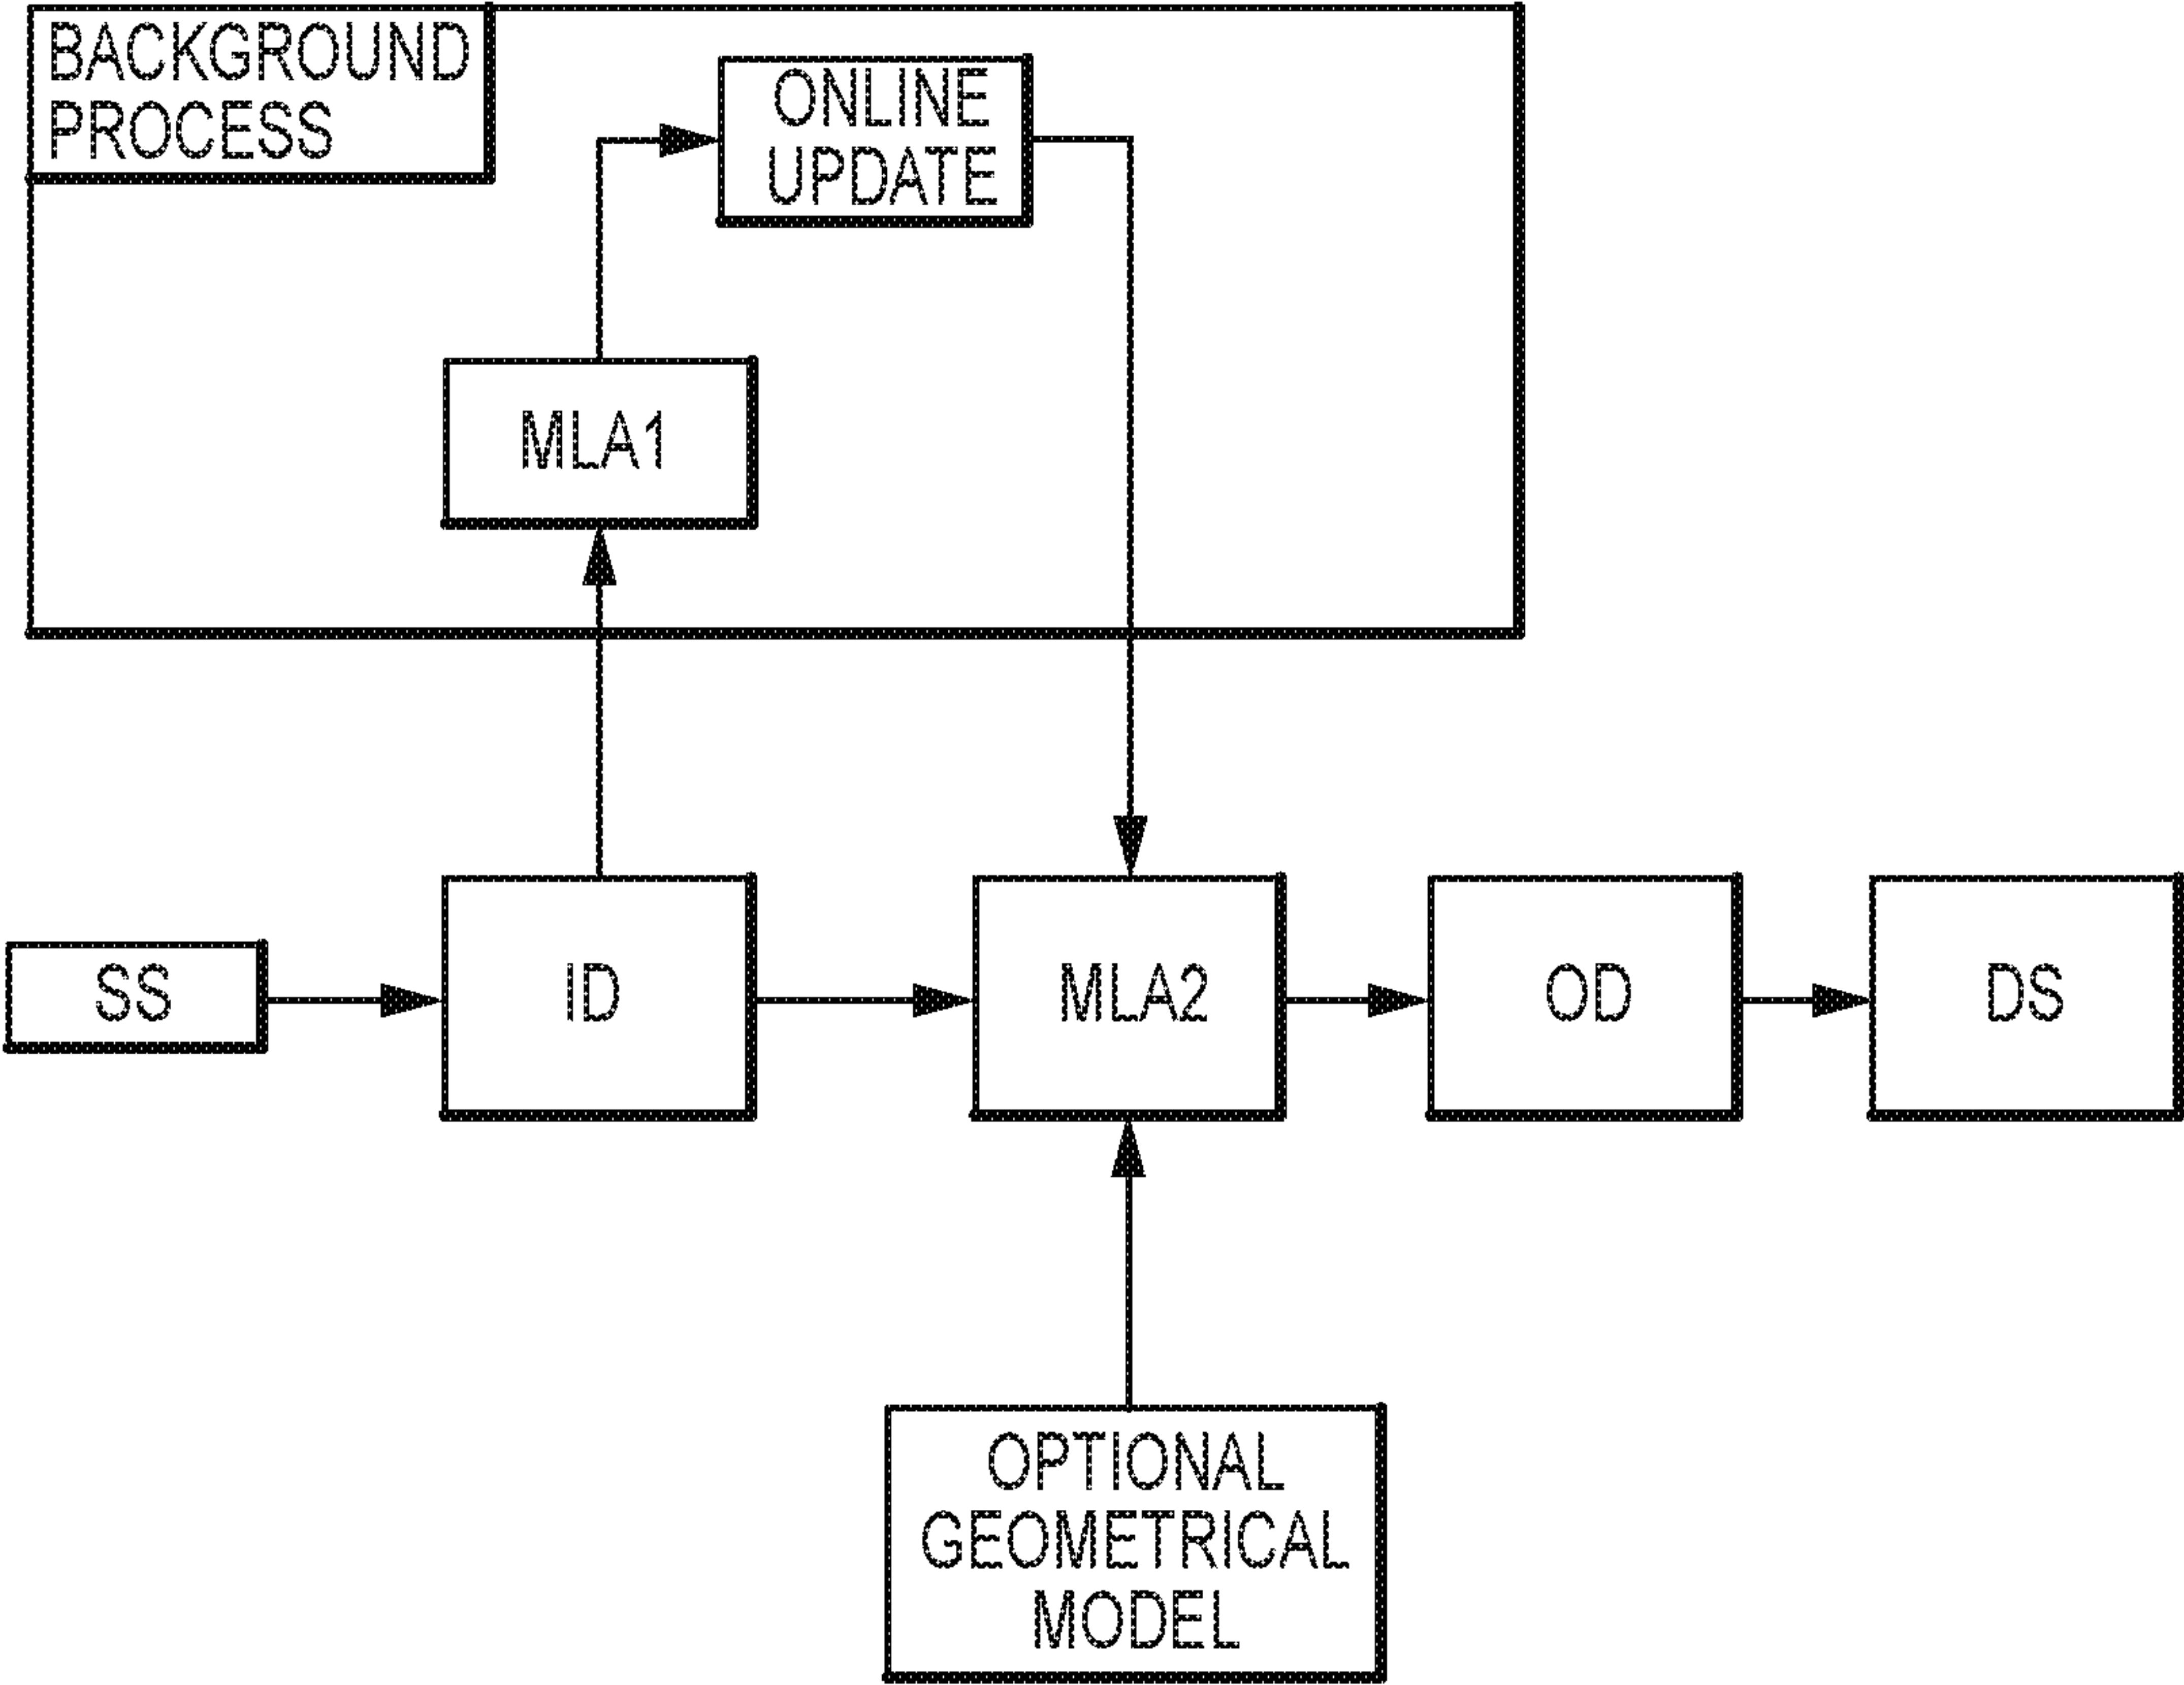 BACKGROUND
PROCESS
ONLINE
UPDATE
MLA1
SS
ID
MLA2
OD
DS
OPTIONAL
GEOMETRICAL
MODEL